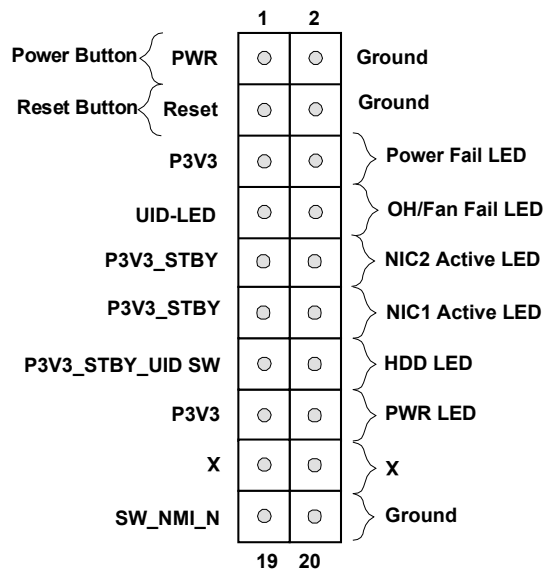 1 2
Power Button PWR Ground
Reset Button Reset Ground
P3V3 Power Fail LED
UID-LED OH/Fan Fail LED
P3V3_STBY NIC2 Active LED
P3V3_STBY NIC1 Active LED
P3V3_STBY_UID SW HDD LED
P3V3 PWR LED
X X
SW_NMI_N Ground
19 20